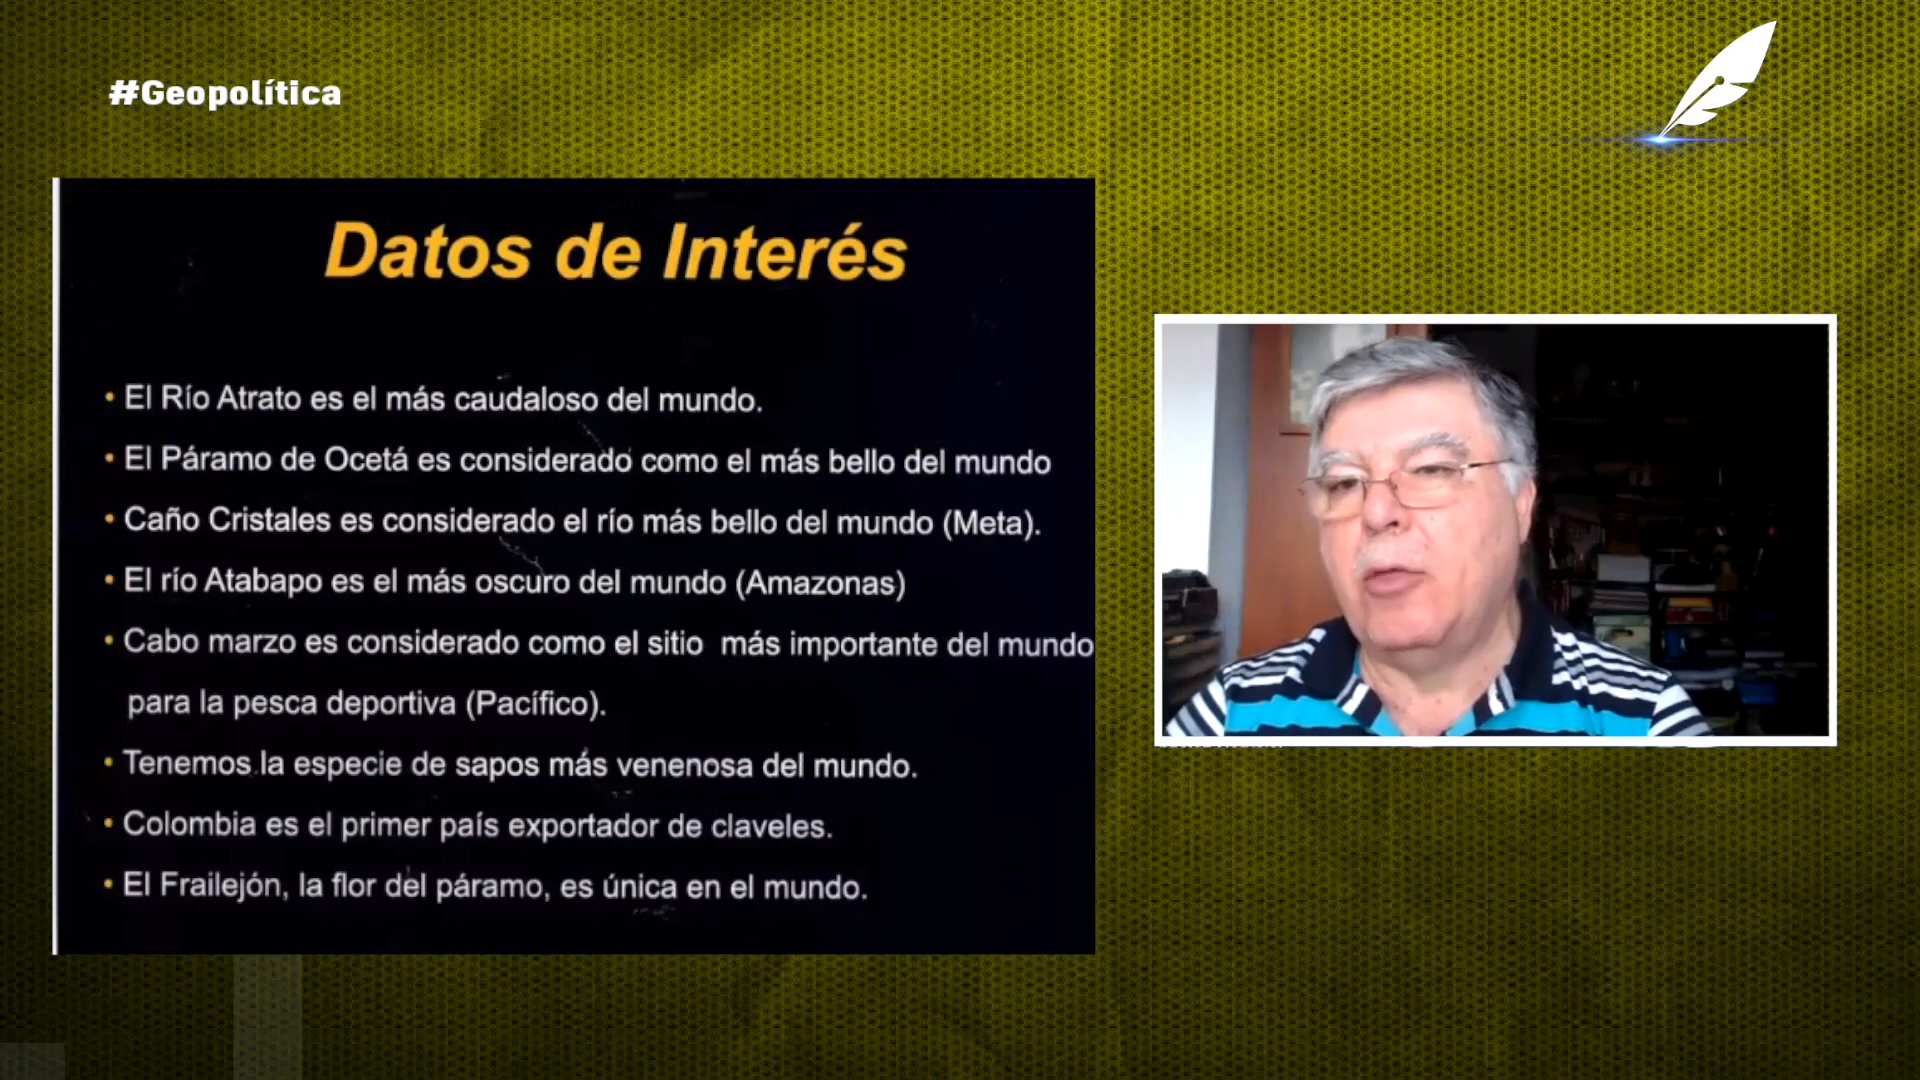 #Geopolítica
Datos de Interés
• El Río Atrato es el más caudaloso del mundo.
• El Páramo de Ocetá es considerado como el más bello del mundo
• Caño Cristales es considerado el río más bello del mundo (Meta).
• El río Atabapo es el más oscuro del mundo (Amazonas)
• Cabo marzo es considerado como el sitio  más importante del mundo
para la pesca deportiva (Pacífico).
• Tenemos la especie de sapos más venenosa del mundo.
• Colombia es el primer país exportador de claveles.
• El Frailejón, la flor del páramo, es única en el mundo.